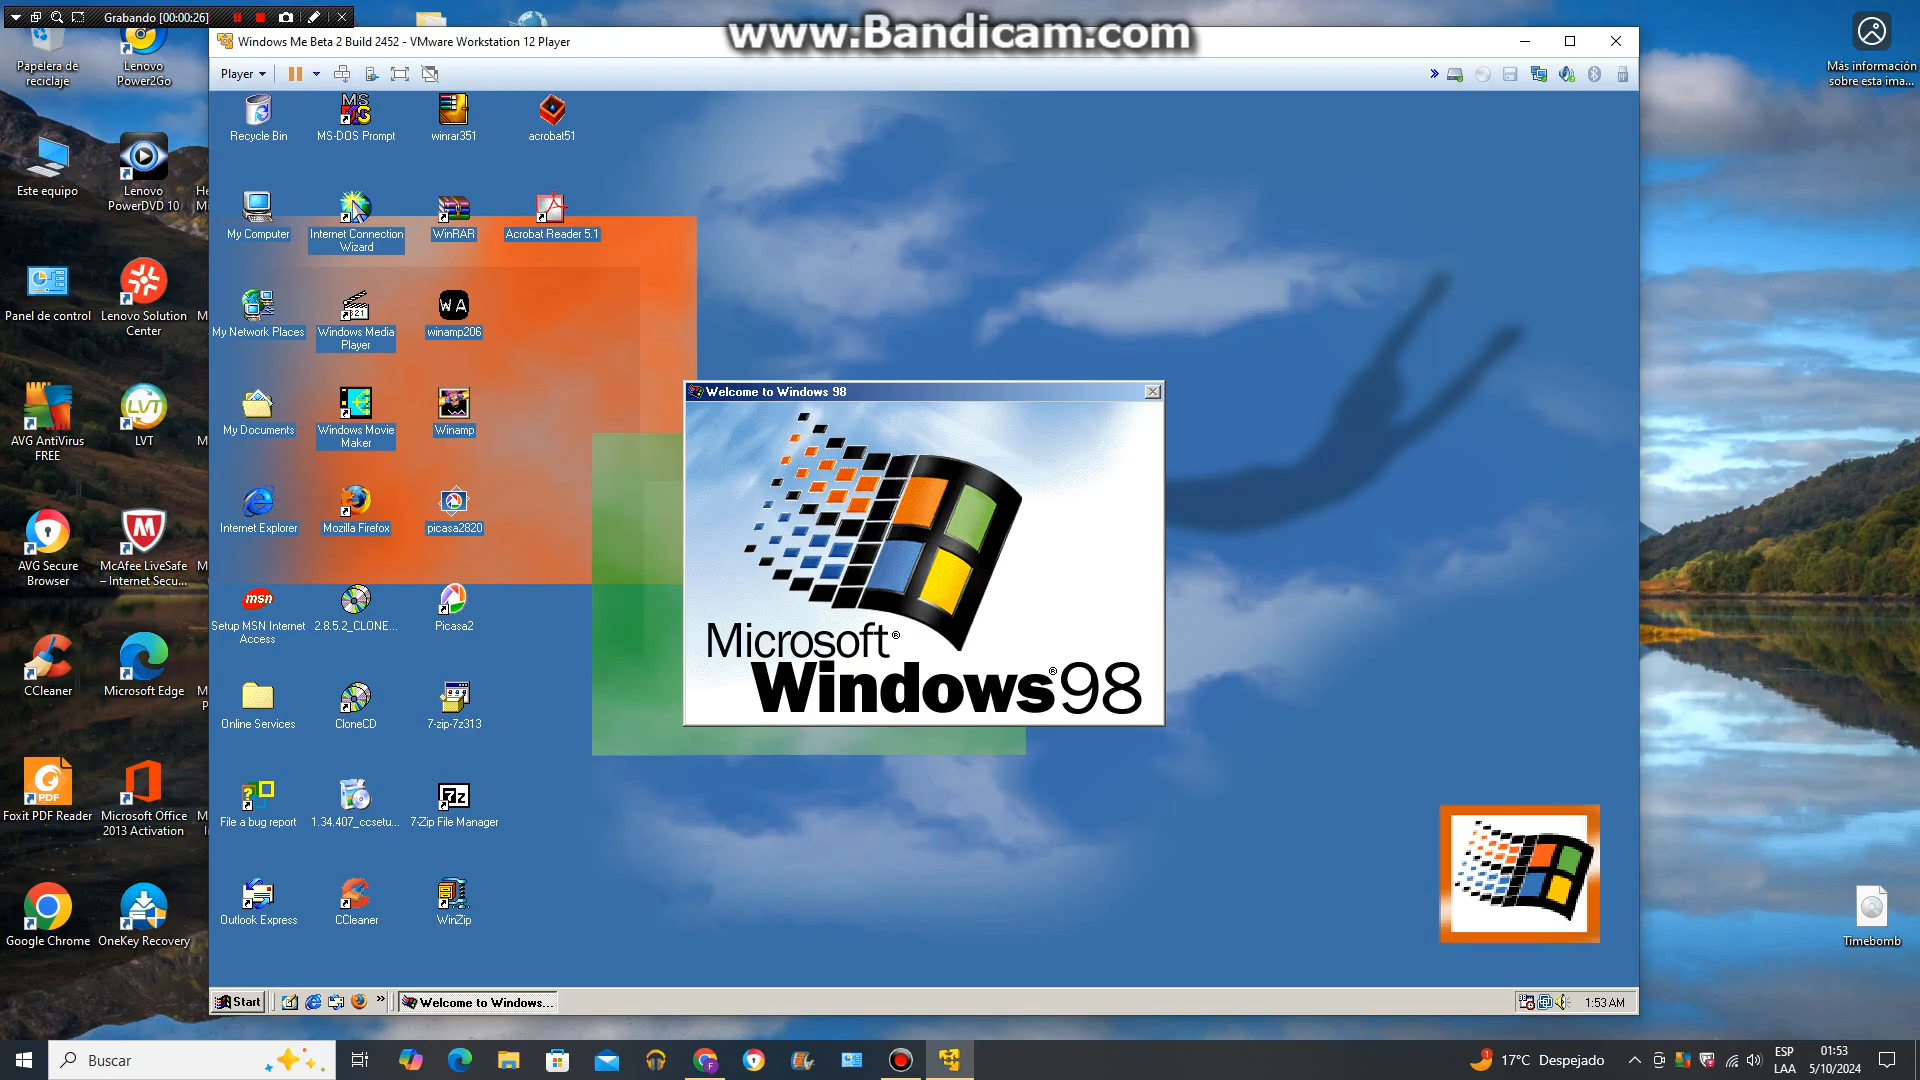 Grabando [00:00:26]
www.Bandicam.com
Papelera de
reciclaje
Lenovo
Power2Go
Este equipo
Lenovo
PowerDVD 10
He
Mi
Panel de control
Lenovo Solution
Center
M
AVG AntiVirus
FREE
LVT
M
AVG Secure
Browser
McAfee LiveSafe
– Internet Secu...
M
CCleaner
Microsoft Edge
M
P
Foxit PDF Reader
Microsoft Office
2013 Activation
M
Google Chrome
OneKey Recovery
Más información
sobre esta ima...
Timebomb
Windows Me Beta 2 Build 2452 - VMware Workstation 12 Player
Player
Recycle Bin
MS-DOS Prompt
winrar351
acrobat51
My Computer
Internet Connection
Wizard
WinRAR
Acrobat Reader 5.1
My Network Places
Windows Media
Player
WA
winamp206
My Documents
Windows Movie
Maker
Winamp
Internet Explorer
Mozilla Firefox
picasa2820
msn
Setup MSN Internet
Access
2.8.5.2_CLONE...
Picasa2
Online Services
CloneCD
7-zip-7z313
File a bug report
1.34.407_ccsetu...
7z
7-Zip File Manager
Outlook Express
CCleaner
WinZip
Welcome to Windows 98
Microsoft®
Windows®98
Start
Welcome to Windows...
1:53 AM
Buscar
17°C Despejado
ESP
LAA
01:53
5/10/2024